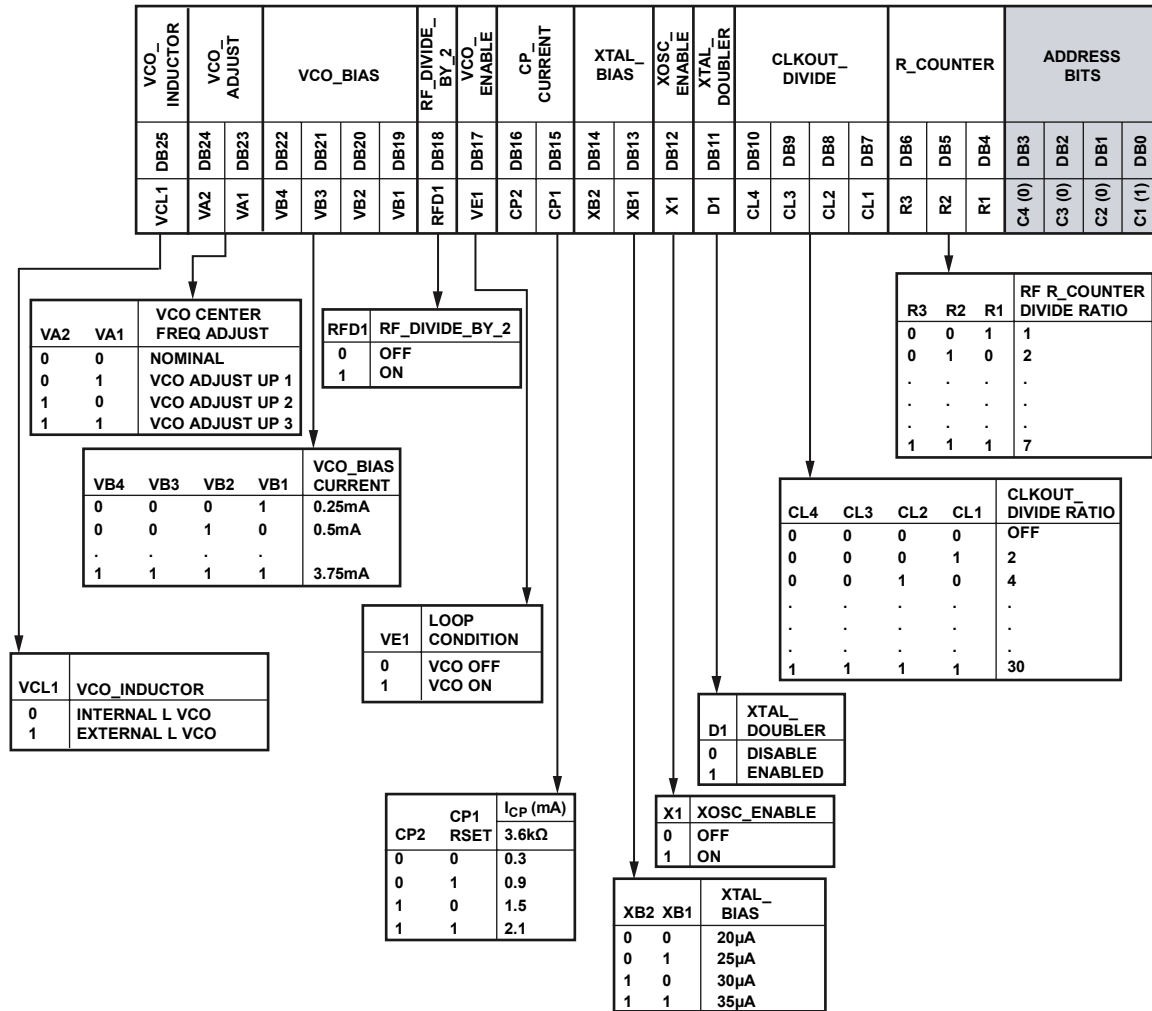 VCO_
INDUCTOR
VCO_
ADJUST
VCO_BIAS
RF_DIVIDE_
BY_2
VCO_
ENABLE
CP_
CURRENT
XTAL_
BIAS
XOSC_
ENABLE
XTAL_
DOUBLER
CLKOUT_
DIVIDE
R_COUNTER
ADDRESS
BITS
DB25 DB24 DB23 DB22 DB21 DB20 DB19 DB18 DB17 DB16 DB15 DB14 DB13 DB12 DB11 DB10 DB9 DB8 DB7 DB6 DB5 DB4 DB3 DB2 DB1 DB0
VCL1 VA2 VA1 VB4 VB3 VB2 VB1 RFD1 VE1 CP2 CP1 XB2 XB1 X1 D1 CL4 CL3 CL2 CL1 R3 R2 R1 C4 (0) C3 (0) C2 (0) C1 (1)
VA2 VA1 VCO CENTER
FREQ ADJUST
0 0 NOMINAL
0 1 VCO ADJUST UP 1
1 0 VCO ADJUST UP 2
1 1 VCO ADJUST UP 3
RFD1 RF_DIVIDE_BY_2
0 OFF
1 ON
R3 R2 R1 RF R_COUNTER
DIVIDE RATIO
0 0 1 1
0 1 0 2
. . . .
. . . .
. . . .
1 1 1 7
VB4 VB3 VB2 VB1 VCO_BIAS
CURRENT
0 0 0 1 0.25mA
0 0 1 0 0.5mA
. .
1 1 1 1 3.75mA
CL4 CL3 CL2 CL1 CLKOUT_
DIVIDE RATIO
0 0 0 0 OFF
0 0 0 1 2
0 0 1 0 4
. . . . .
. . . . .
. . . . .
1 1 1 1 30
VE1 LOOP
CONDITION
0 VCO OFF
1 VCO ON
VCL1 VCO_INDUCTOR
0 INTERNAL L VCO
1 EXTERNAL L VCO
D1 XTAL_
DOUBLER
0 DISABLE
1 ENABLED
CP2 CP1
RSET
ICP (mA)
3.6kΩ
0 0 0.3
0 1 0.9
1 0 1.5
1 1 2.1
X1 XOSC_ENABLE
0 OFF
1 ON
XB2 XB1 XTAL_
BIAS
0 0 20µA
0 1 25µA
1 0 30µA
1 1 35µA